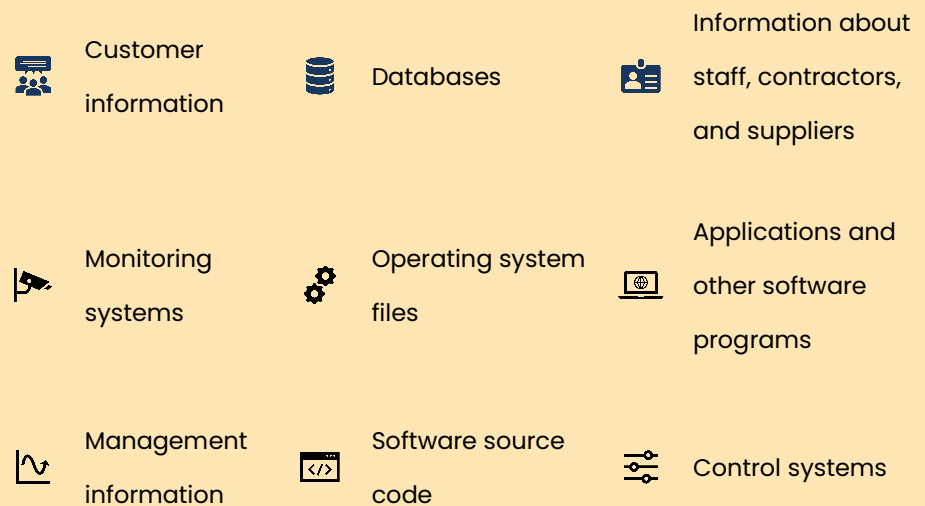 Customer
information
Databases
Information about
staff, contractors,
and suppliers
Monitoring
systems
Operating system
files
Applications and
other software
programs
Management
information
Software source
code
Control systems